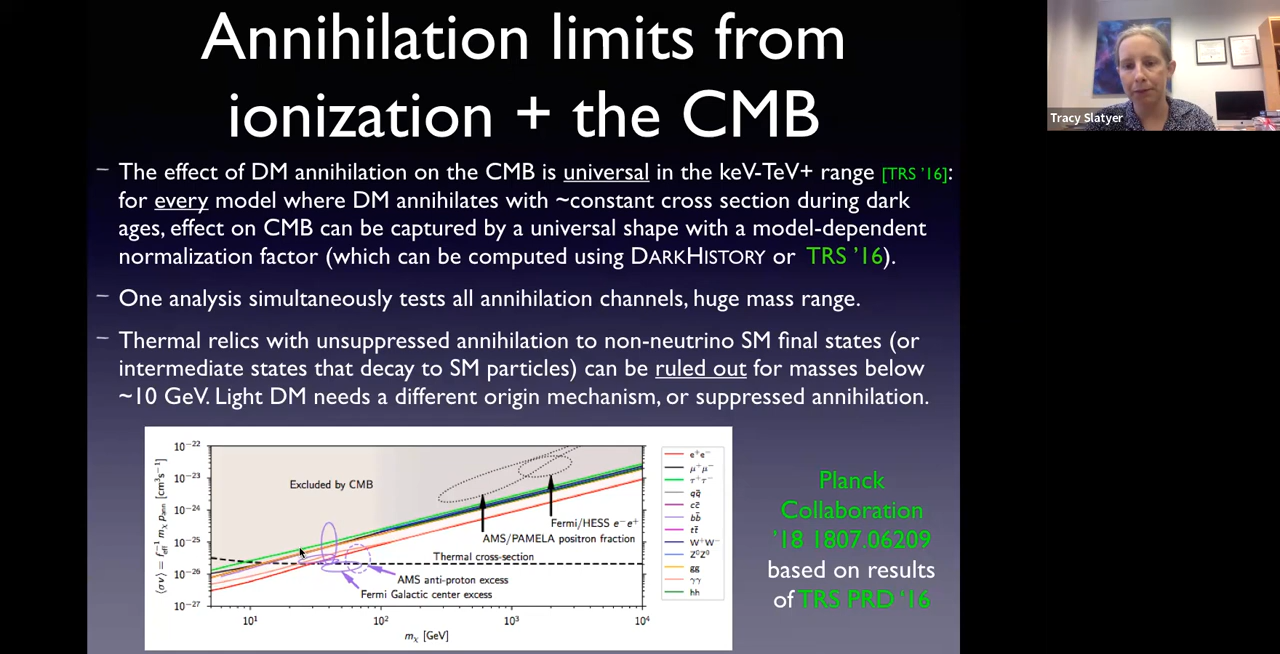 Annihilation limits from
ionization + the CMB
Tracy Slatyer
– The effect of DM annihilation on the CMB is universal in the keV-TeV+ range [TRS '16]:
for every model where DM annihilates with ~constant cross section during dark
ages, effect on CMB can be captured by a universal shape with a model-dependent
normalization factor (which can be computed using DARKHISTORY or TRS '16).
– One analysis simultaneously tests all annihilation channels, huge mass range.
– Thermal relics with unsuppressed annihilation to non-neutrino SM final states (or
intermediate states that decay to SM particles) can be ruled out for masses below
~10 GeV. Light DM needs a different origin mechanism, or suppressed annihilation.
⟨σv⟩ = f_eff^-1 m_χ p_ann [cm³s⁻¹]
10⁻²²
10⁻²³
10⁻²⁴
10⁻²⁵
10⁻²⁶
10⁻²⁷
Excluded by CMB
Fermi/HESS e⁻e⁺
AMS/PAMELA positron fraction
Thermal cross-section
AMS anti-proton excess
Fermi Galactic center excess
10¹ 10² 10³ 10⁴
m_χ [GeV]
e⁺e⁻
μ⁺μ⁻
τ⁺τ⁻
qq̄
cc̄
bb̄
tt̄
W⁺W⁻
Z⁰Z⁰
gg
γγ
hh
Planck
Collaboration
'18 1807.06209
based on results
of TRS PRD '16